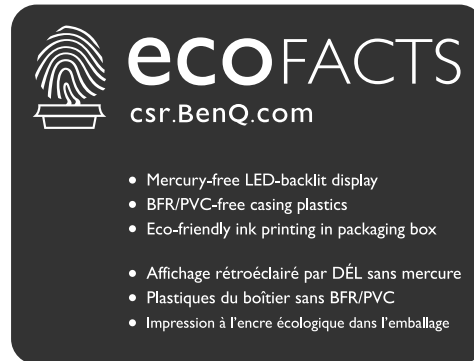 ecoFACTS
csr.BenQ.com
• Mercury-free LED-backlit display
• BFR/PVC-free casing plastics
• Eco-friendly ink printing in packaging box
• Affichage rétroéclairé par DÉL sans mercure
• Plastiques du boîtier sans BFR/PVC
• Impression à l'encre écologique dans l'emballage